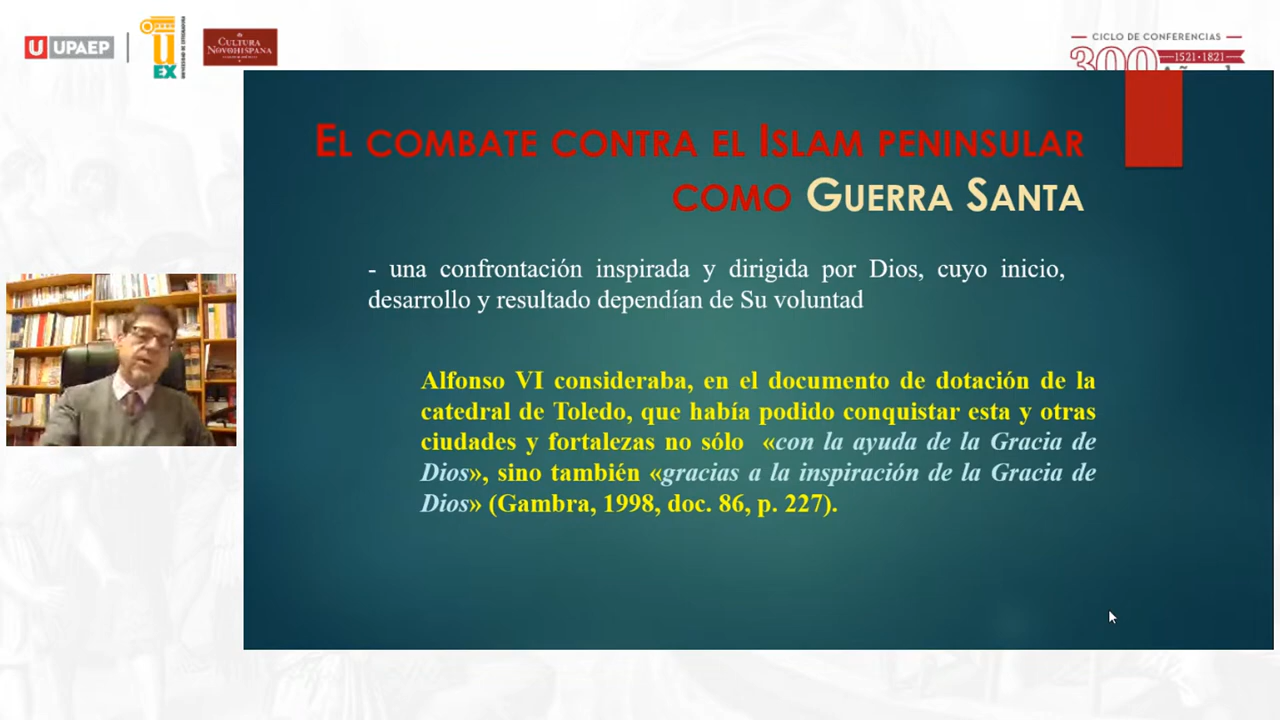 UPAEP
UEX
CULTURA
NOVOHISPANA
CICLO DE CONFERENCIAS
300
1521·1821
EL COMBATE CONTRA EL ISLAM PENINSULAR
COMO GUERRA SANTA
- una confrontación inspirada y dirigida por Dios, cuyo inicio,
desarrollo y resultado dependían de Su voluntad
Alfonso VI consideraba, en el documento de dotación de la
catedral de Toledo, que había podido conquistar esta y otras
ciudades y fortalezas no sólo «con la ayuda de la Gracia de
Dios», sino también «gracias a la inspiración de la Gracia de
Dios» (Gambra, 1998, doc. 86, p. 227).